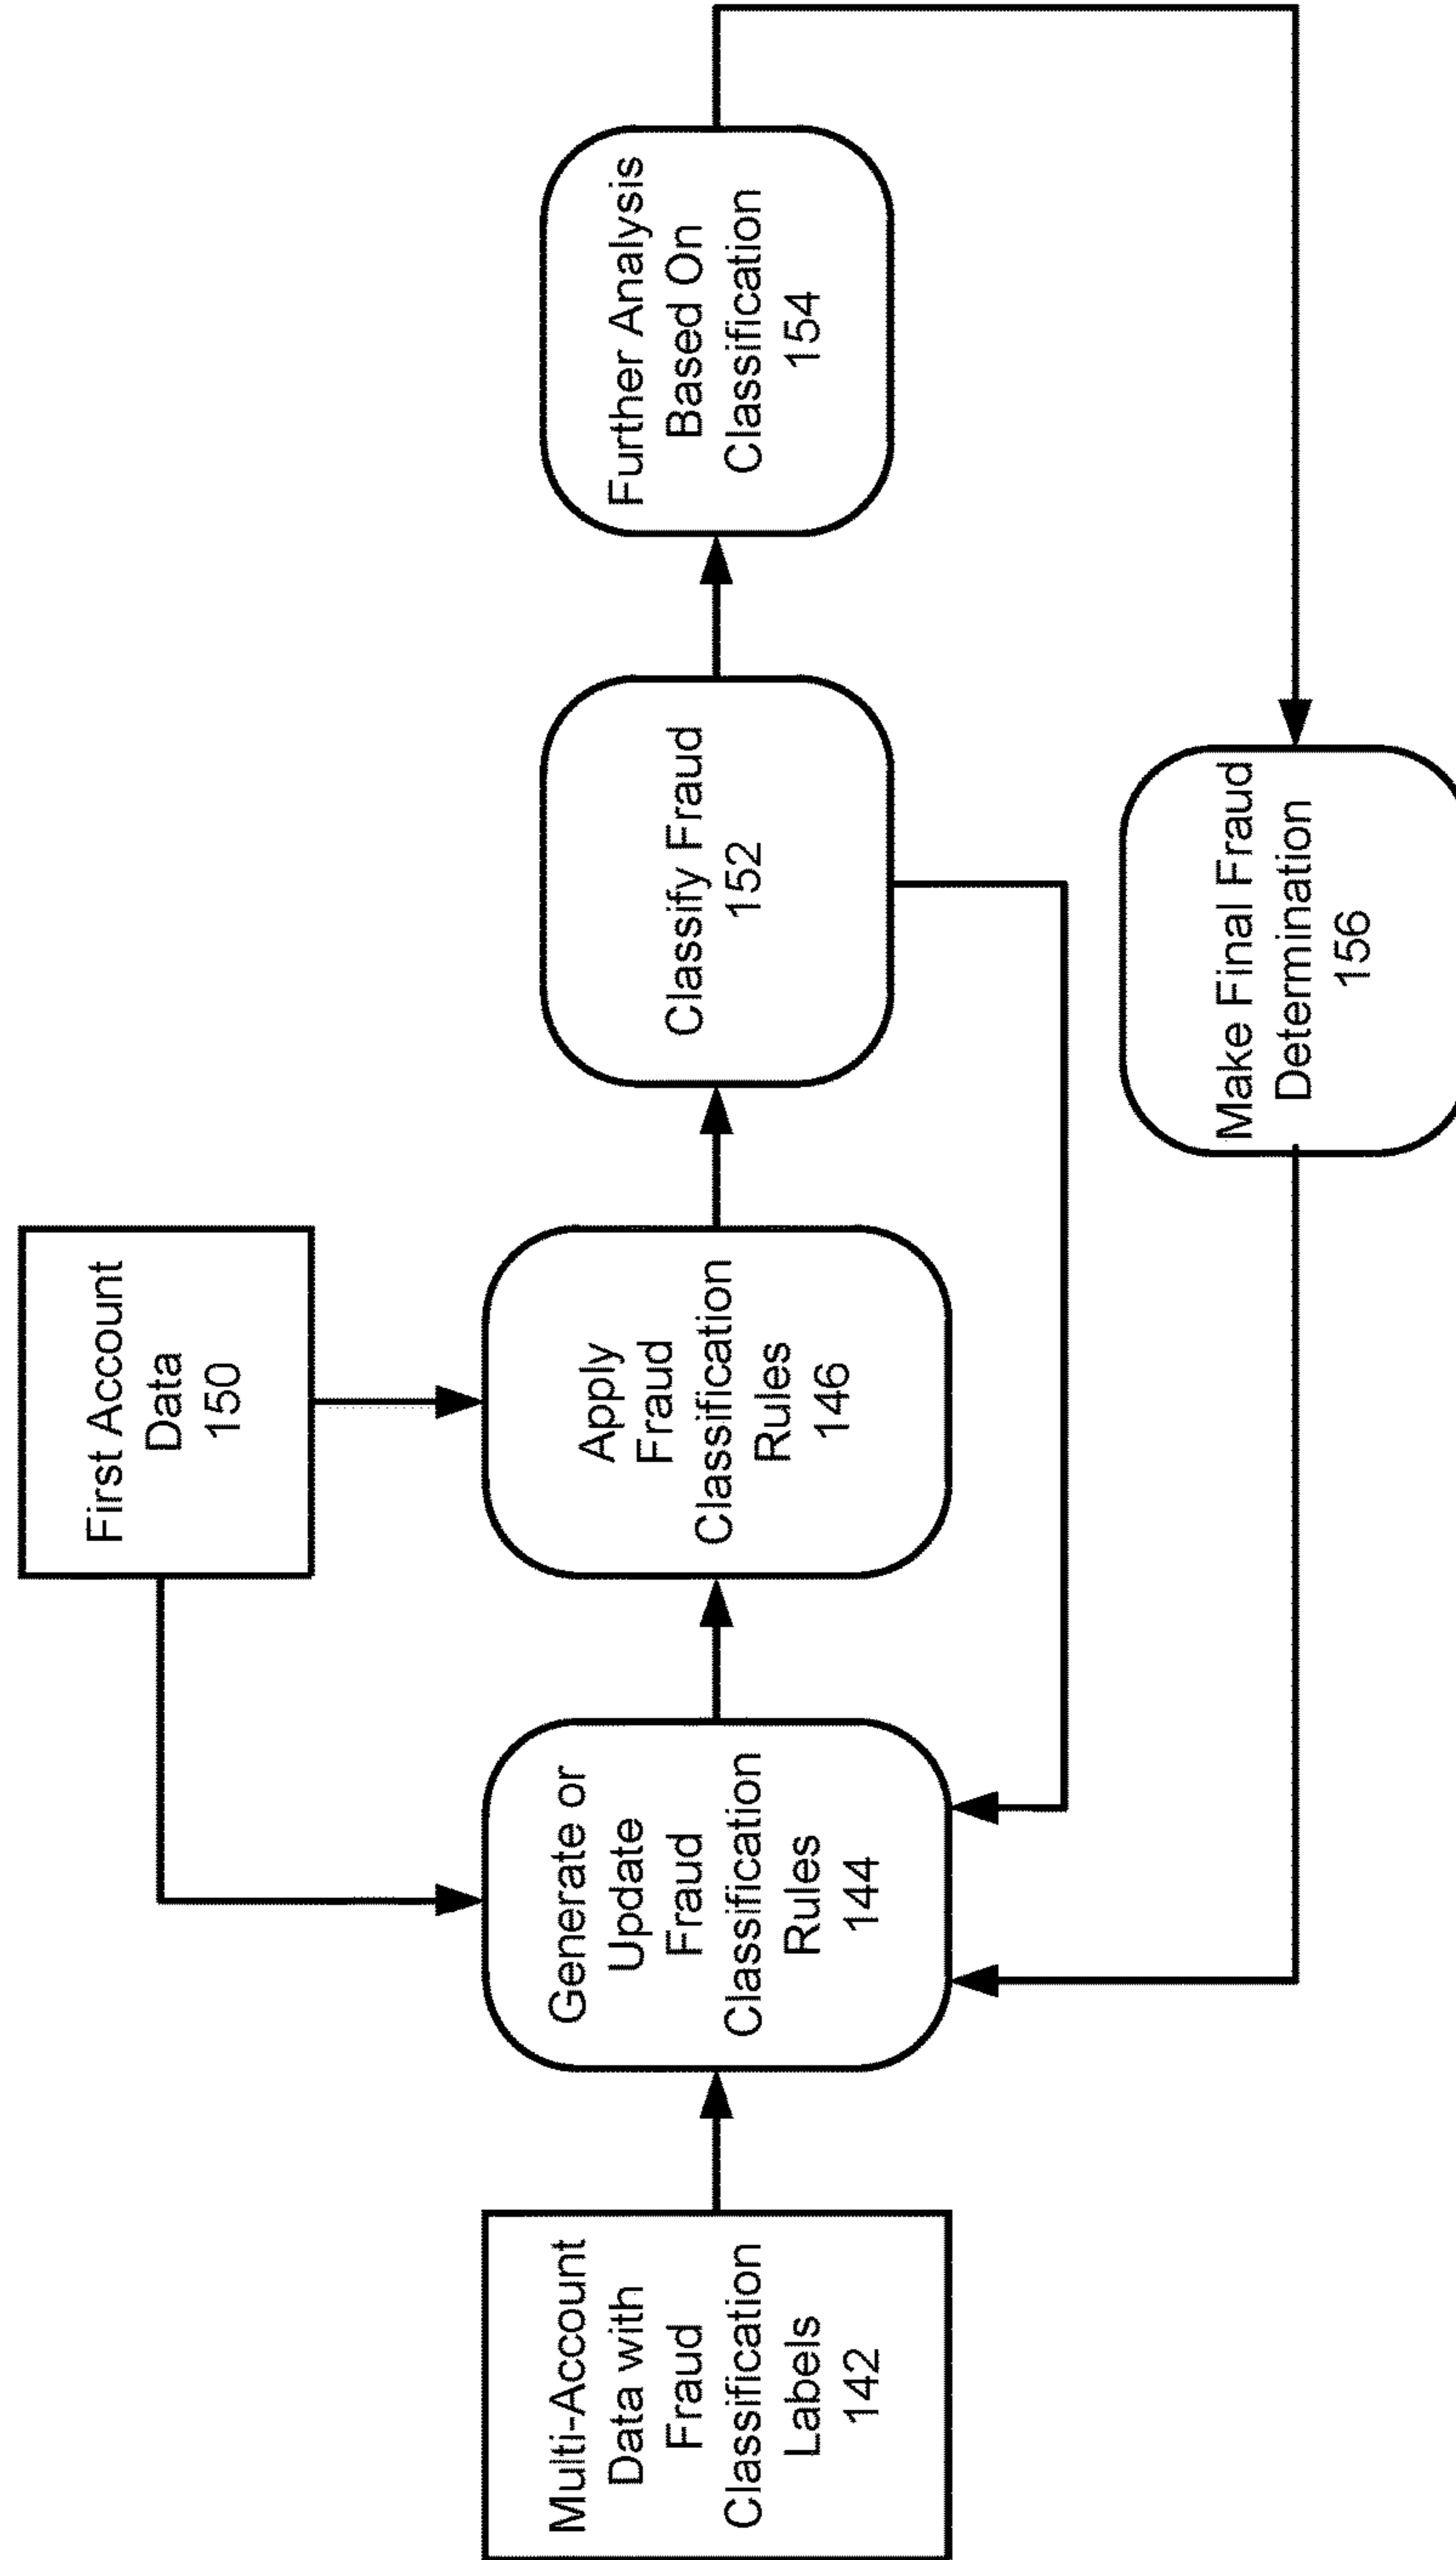 First Account
Data
150
Multi-Account
Data with
Fraud
Classification
Labels
142
Generate or
Update
Fraud
Classification
Rules
144
Apply
Fraud
Classification
Rules
146
Classify Fraud
152
Further Analysis
Based On
Classification
154
Make Final Fraud
Determination
156